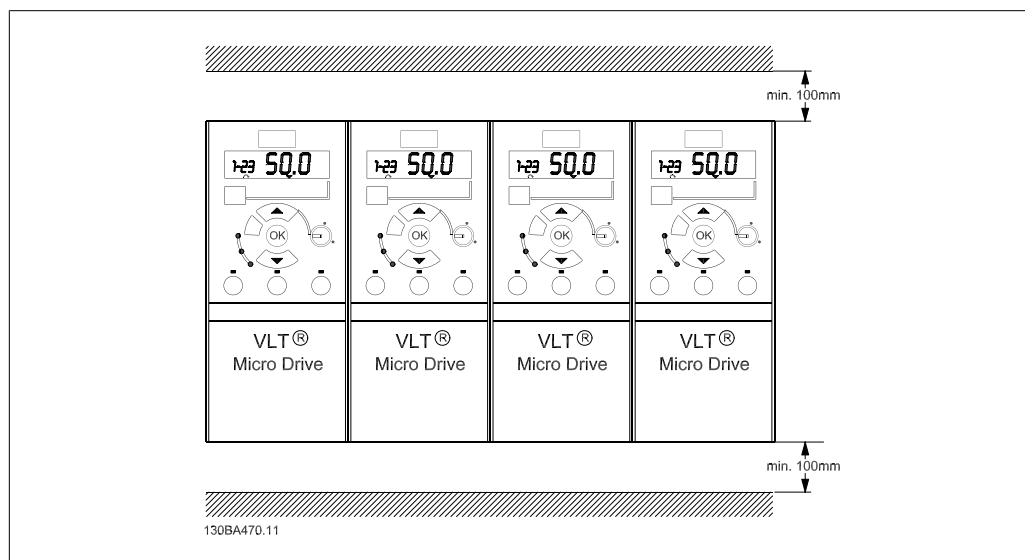 min. 100mm
1-23 50.0
1-23 50.0
1-23 50.0
1-23 50.0
OK
OK
OK
OK
VLT®
Micro Drive
VLT®
Micro Drive
VLT®
Micro Drive
VLT®
Micro Drive
min. 100mm
130BA470.11